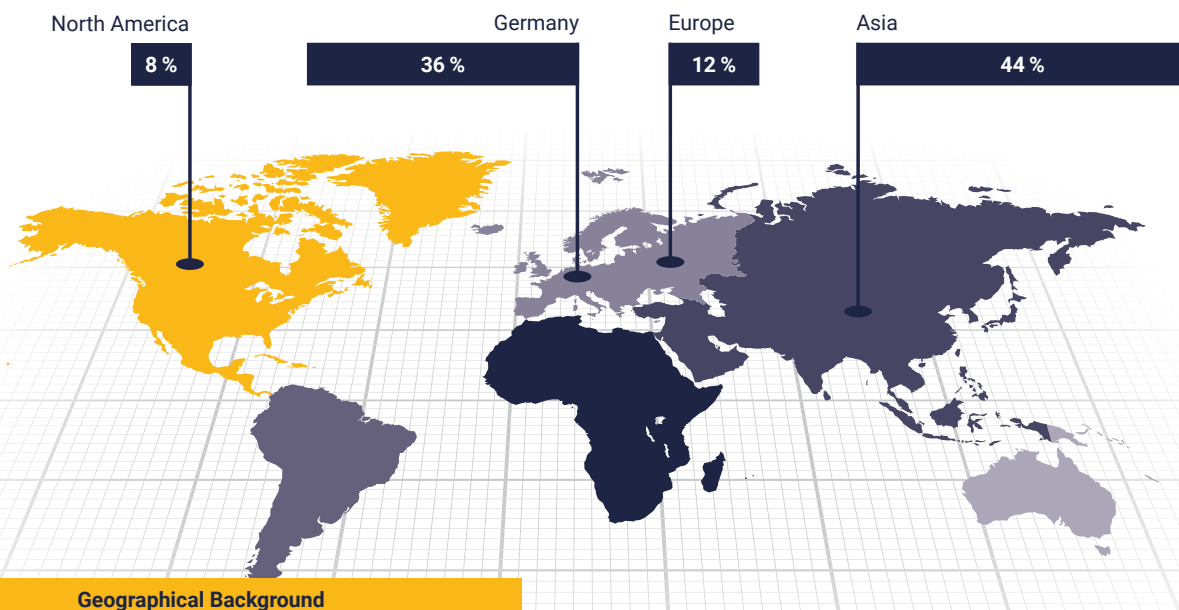 North America
Germany
Europe
Asia
8 %
36 %
12 %
44 %
Geographical Background